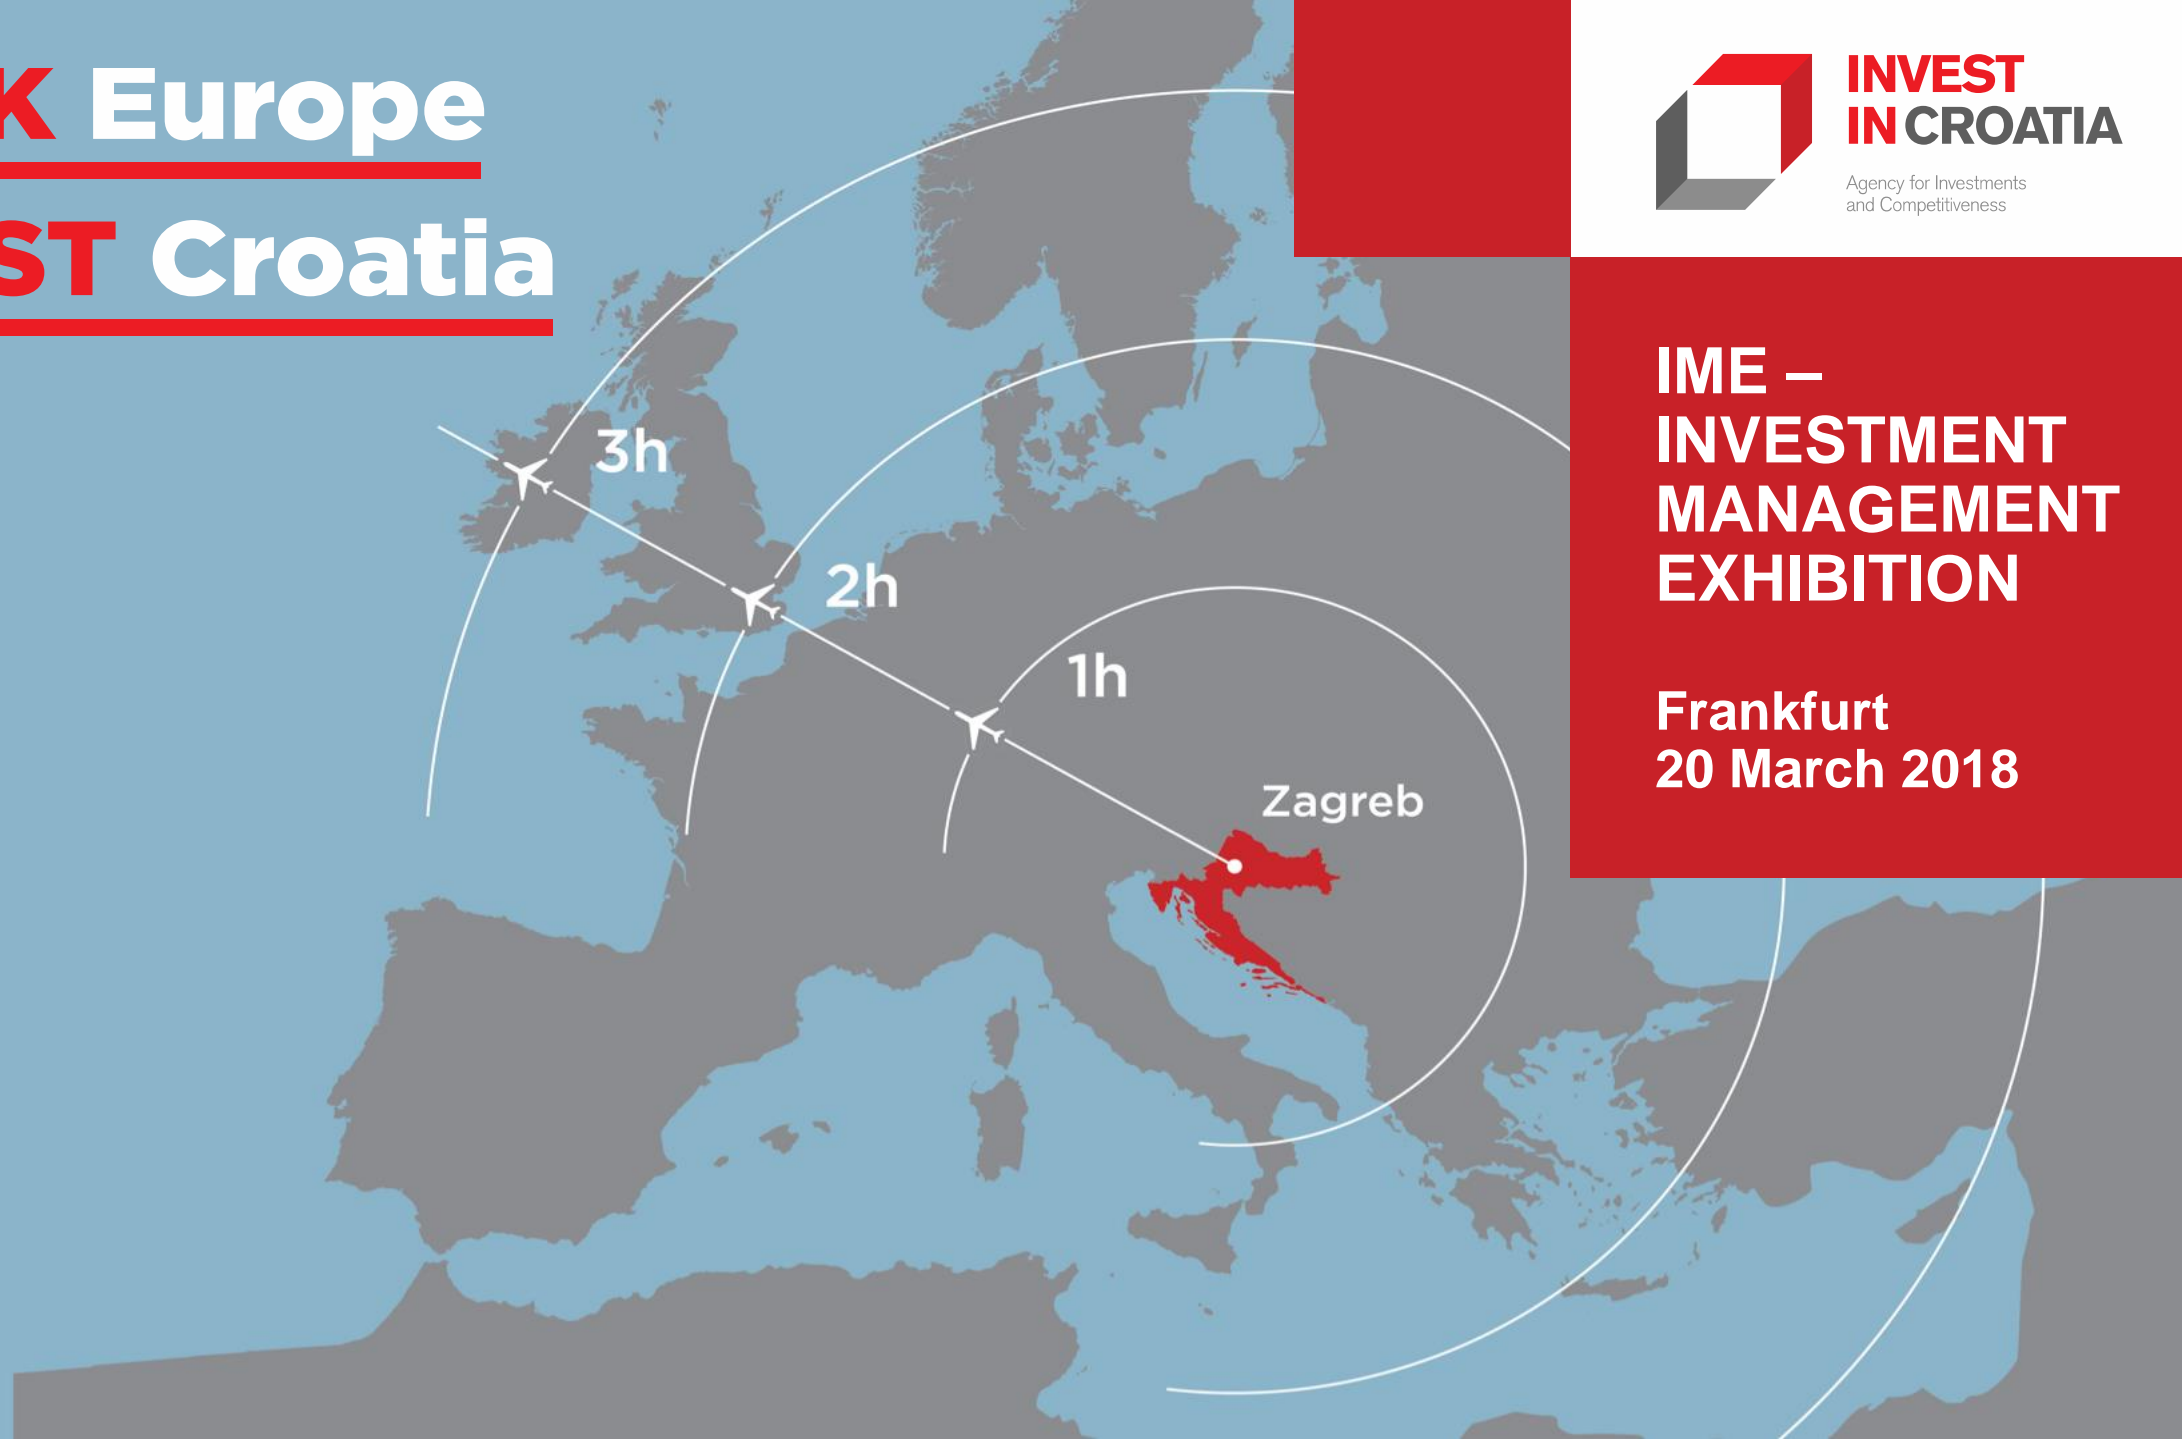 K Europe
ST Croatia
INVEST
IN CROATIA
Agency for Investments
and Competitiveness
IME –
INVESTMENT
MANAGEMENT
EXHIBITION
Frankfurt
20 March 2018
3h
2h
1h
Zagreb